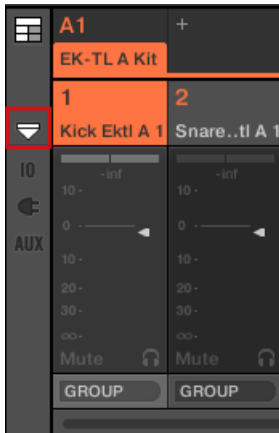 A1 +
EK-TL A Kit
1 2
Kick Ektl A 1 Snare..tl A 1
-inf -inf
IO
10- 10-
0 - 0 -
AUX
10- 10-
20- 20-
30- 30-
∞- ∞-
Mute Mute
GROUP GROUP